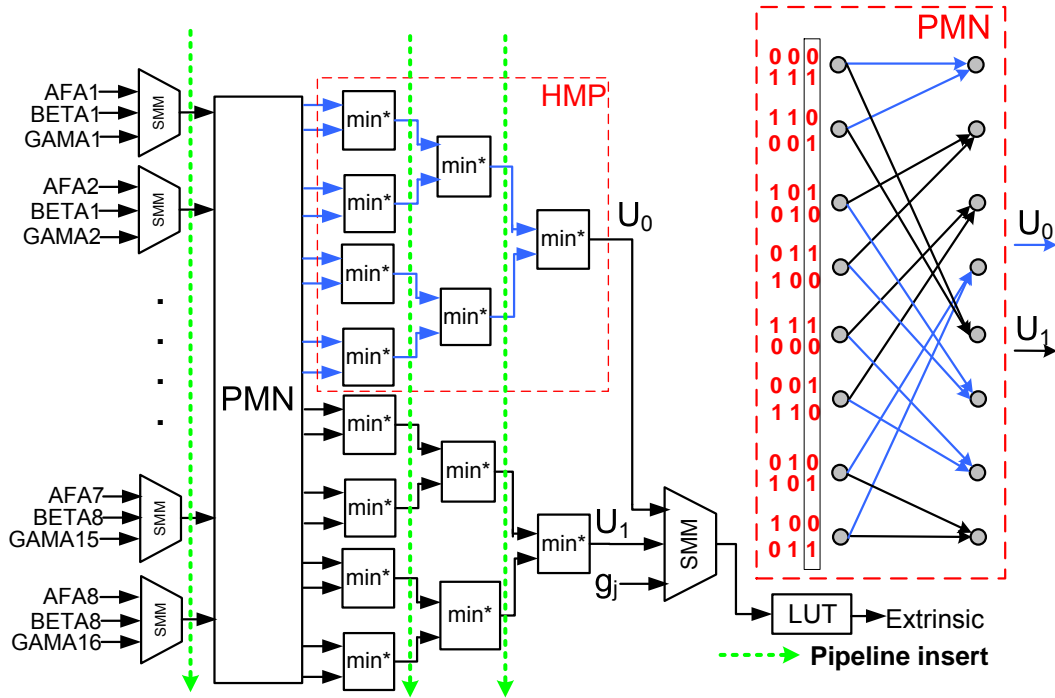 AFA1
BETA1
GAMA1
SMM
AFA2
BETA1
GAMA2
SMM
AFA7
BETA8
GAMA15
SMM
AFA8
BETA8
GAMA16
SMM
PMN
HMP
min*
min*
min*
min*
min*
min*
min*
U0
min*
min*
min*
min*
min*
min*
min*
U1
gj
SMM
LUT
Extrinsic
Pipeline insert
PMN
0 0 0
1 1 1
1 1 0
0 0 1
1 0 1
0 1 0
0 1 1
1 0 0
1 1 1
0 0 0
0 0 1
1 1 0
0 1 0
1 0 1
1 0 0
0 1 1
U0
U1